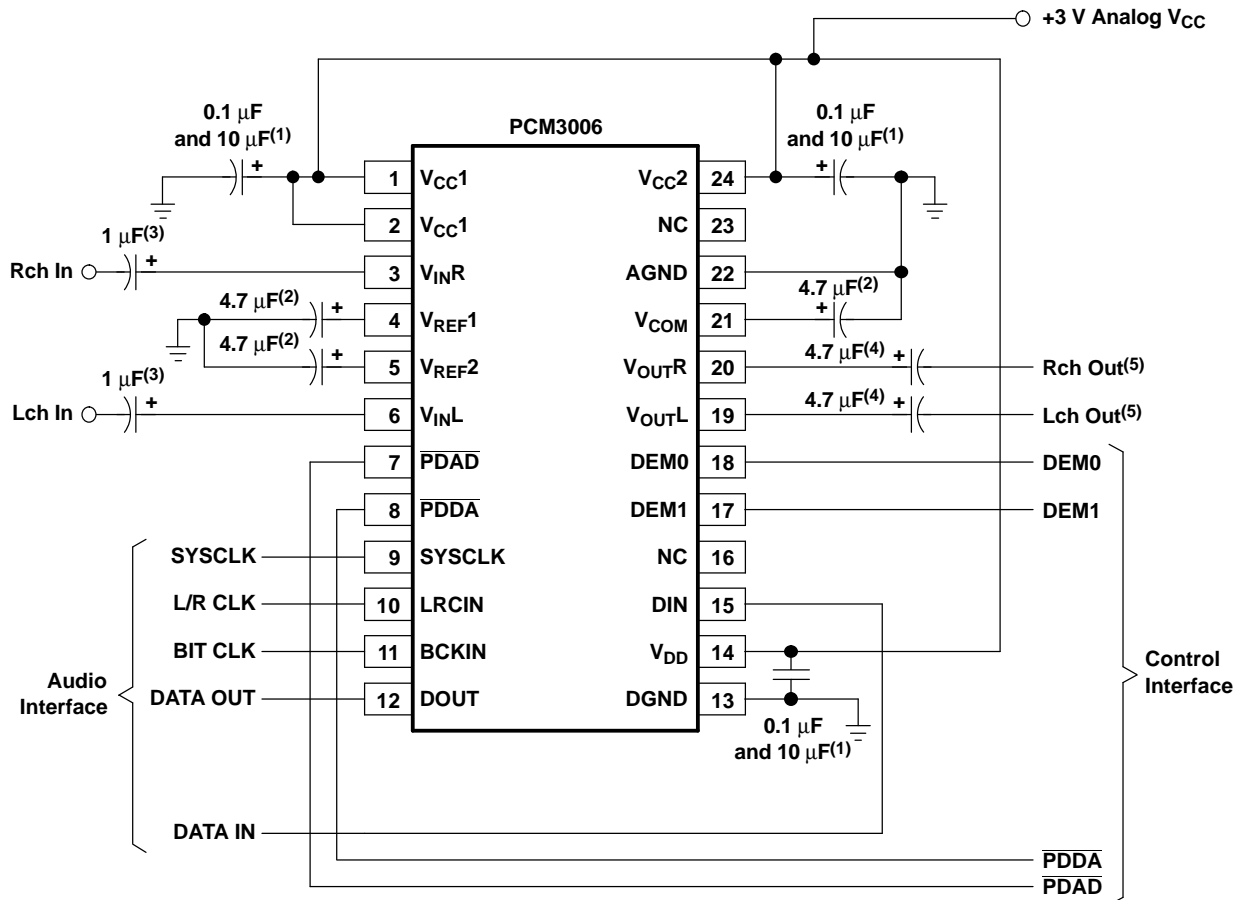 +3 V Analog VCC
0.1 μF
and 10 μF(1)
PCM3006
0.1 μF
and 10 μF(1)
1 VCC1
VCC2 24
2 VCC1
NC 23
1 μF(3)
Rch In
+
3 VINR
AGND 22
4.7 μF(2)
+
4 VREF1
4.7 μF(2)
+
VCOM 21
4.7 μF(2)
+
5 VREF2
VOUTR 20
4.7 μF(4)
+
Rch Out(5)
1 μF(3)
Lch In
+
6 VINL
VOUTL 19
4.7 μF(4)
+
Lch Out(5)
7 P̅D̅A̅D̅
DEM0 18
DEM0
8 P̅D̅D̅A̅
DEM1 17
DEM1
SYSCLK
9 SYSCLK
NC 16
L/R CLK
10 LRCIN
DIN 15
BIT CLK
11 BCKIN
VDD 14
DATA OUT
12 DOUT
DGND 13
0.1 μF
and 10 μF(1)
Audio
Interface
Control
Interface
DATA IN
P̅D̅D̅A̅
P̅D̅A̅D̅
+
+